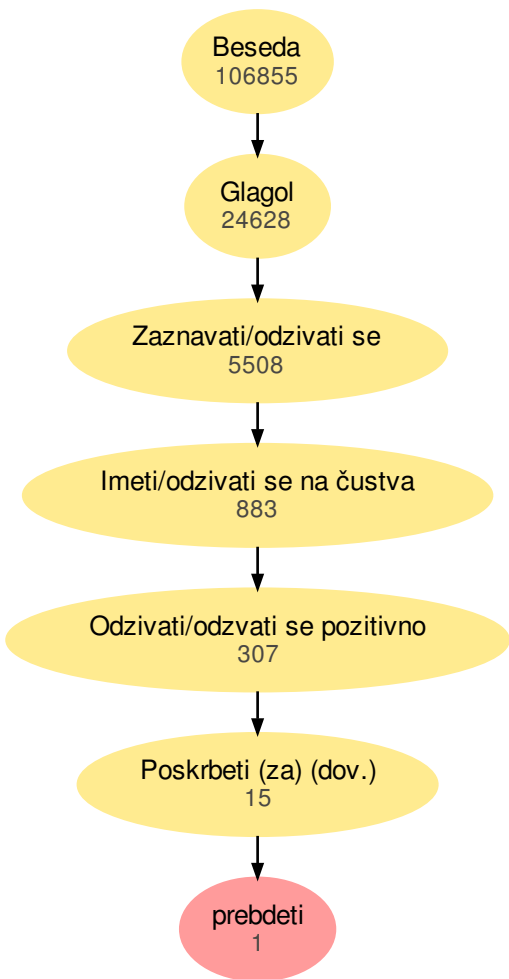 Beseda
106855
Glagol
24628
Zaznavati/odzivati se
5508
Imeti/odzivati se na čustva
883
Odzivati/odzvati se pozitivno
307
Poskrbeti (za) (dov.)
15
prebdeti
1